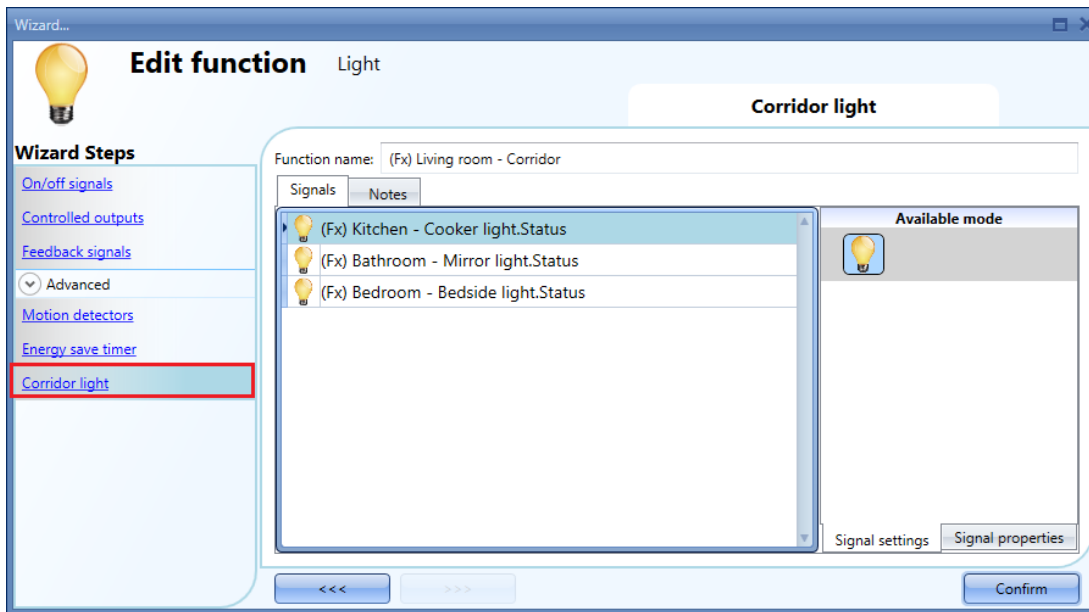 Wizard...
Edit function Light
Corridor light
Wizard Steps
On/off signals
Controlled outputs
Feedback signals
Advanced
Motion detectors
Energy save timer
Corridor light
Function name: (Fx) Living room - Corridor
Signals Notes
(Fx) Kitchen - Cooker light.Status
(Fx) Bathroom - Mirror light.Status
(Fx) Bedroom - Bedside light.Status
Available mode
Signal settings Signal properties
<<< >>> Confirm